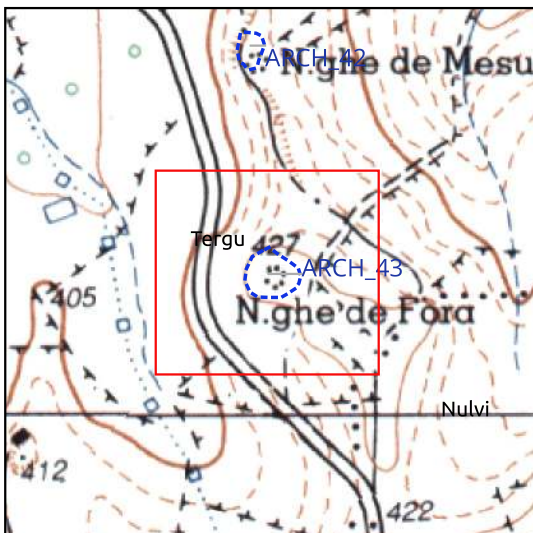 ARCH_42
N.ghe de Mesu
Tergu
427
ARCH_43
405
N.ghe de Fora
Nulvi
412
422